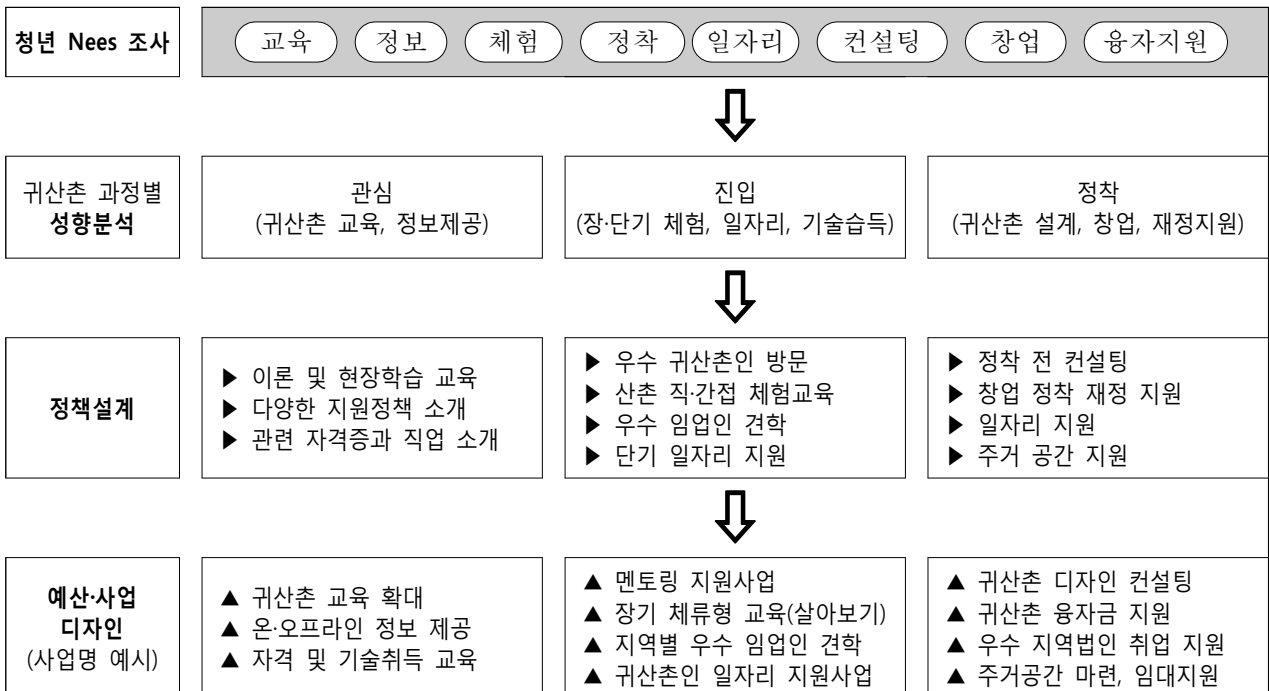 청년 Nees 조사
교육 정보 체험 정착 일자리 컨설팅 창업 융자지원
귀산촌 과정별
성향분석
관심
(귀산촌 교육, 정보제공)
진입
(장·단기 체험, 일자리, 기술습득)
정착
(귀산촌 설계, 창업, 재정지원)
정책설계
▶ 이론 및 현장학습 교육
▶ 다양한 지원정책 소개
▶ 관련 자격증과 직업 소개
▶ 우수 귀산촌인 방문
▶ 산촌 직·간접 체험교육
▶ 우수 임업인 견학
▶ 단기 일자리 지원
▶ 정착 전 컨설팅
▶ 창업 정착 재정 지원
▶ 일자리 지원
▶ 주거 공간 지원
예산·사업
디자인
(사업명 예시)
▲ 귀산촌 교육 확대
▲ 온·오프라인 정보 제공
▲ 자격 및 기술취득 교육
▲ 멘토링 지원사업
▲ 장기 체류형 교육(살아보기)
▲ 지역별 우수 임업인 견학
▲ 귀산촌인 일자리 지원사업
▲ 귀산촌 디자인 컨설팅
▲ 귀산촌 융자금 지원
▲ 우수 지역법인 취업 지원
▲ 주거공간 마련, 임대지원